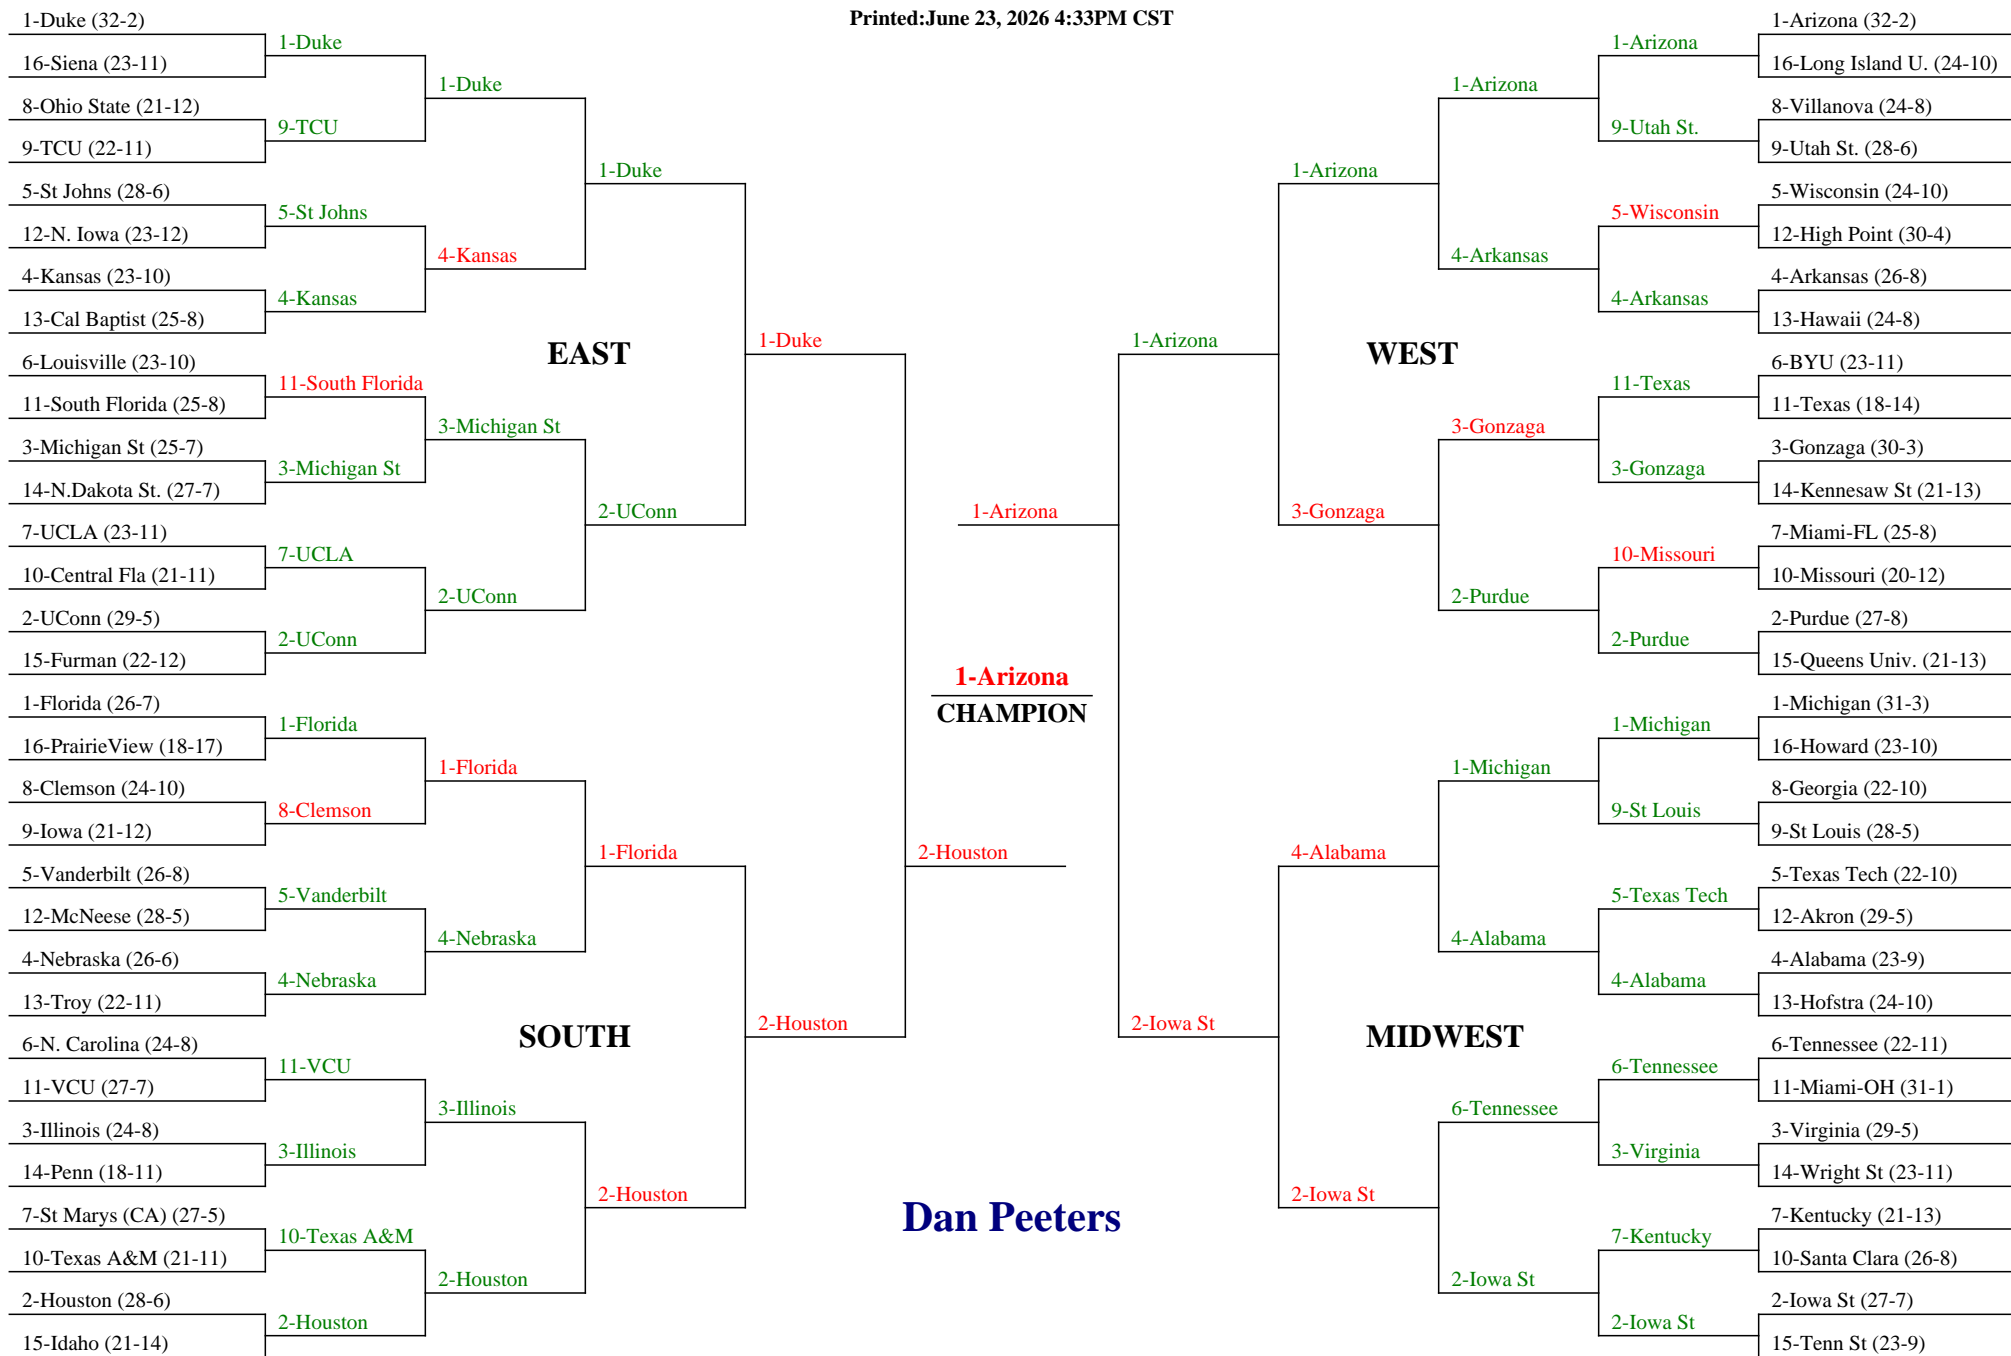 Printed:June 23, 2026 4:33PM CST
1-Duke (32-2)
16-Siena (23-11)
8-Ohio State (21-12)
9-TCU (22-11)
5-St Johns (28-6)
12-N. Iowa (23-12)
4-Kansas (23-10)
13-Cal Baptist (25-8)
6-Louisville (23-10)
11-South Florida (25-8)
3-Michigan St (25-7)
14-N.Dakota St. (27-7)
7-UCLA (23-11)
10-Central Fla (21-11)
2-UConn (29-5)
15-Furman (22-12)
1-Florida (26-7)
16-PrairieView (18-17)
8-Clemson (24-10)
9-Iowa (21-12)
5-Vanderbilt (26-8)
12-McNeese (28-5)
4-Nebraska (26-6)
13-Troy (22-11)
6-N. Carolina (24-8)
11-VCU (27-7)
3-Illinois (24-8)
14-Penn (18-11)
7-St Marys (CA) (27-5)
10-Texas A&M (21-11)
2-Houston (28-6)
15-Idaho (21-14)
1-Duke
9-TCU
5-St Johns
4-Kansas
11-South Florida
3-Michigan St
7-UCLA
2-UConn
1-Florida
8-Clemson
5-Vanderbilt
4-Nebraska
11-VCU
3-Illinois
10-Texas A&M
2-Houston
1-Duke
4-Kansas
3-Michigan St
2-UConn
1-Florida
4-Nebraska
3-Illinois
2-Houston
1-Duke
2-UConn
1-Florida
2-Houston
EAST
SOUTH
1-Duke
2-Houston
1-Arizona
2-Houston
1-Arizona
CHAMPION
Dan Peeters
1-Arizona
2-Iowa St
WEST
MIDWEST
1-Arizona
3-Gonzaga
4-Alabama
2-Iowa St
1-Arizona
4-Arkansas
3-Gonzaga
2-Purdue
1-Michigan
4-Alabama
6-Tennessee
2-Iowa St
1-Arizona
9-Utah St.
5-Wisconsin
4-Arkansas
11-Texas
3-Gonzaga
10-Missouri
2-Purdue
1-Michigan
9-St Louis
5-Texas Tech
4-Alabama
6-Tennessee
3-Virginia
7-Kentucky
2-Iowa St
1-Arizona (32-2)
16-Long Island U. (24-10)
8-Villanova (24-8)
9-Utah St. (28-6)
5-Wisconsin (24-10)
12-High Point (30-4)
4-Arkansas (26-8)
13-Hawaii (24-8)
6-BYU (23-11)
11-Texas (18-14)
3-Gonzaga (30-3)
14-Kennesaw St (21-13)
7-Miami-FL (25-8)
10-Missouri (20-12)
2-Purdue (27-8)
15-Queens Univ. (21-13)
1-Michigan (31-3)
16-Howard (23-10)
8-Georgia (22-10)
9-St Louis (28-5)
5-Texas Tech (22-10)
12-Akron (29-5)
4-Alabama (23-9)
13-Hofstra (24-10)
6-Tennessee (22-11)
11-Miami-OH (31-1)
3-Virginia (29-5)
14-Wright St (23-11)
7-Kentucky (21-13)
10-Santa Clara (26-8)
2-Iowa St (27-7)
15-Tenn St (23-9)